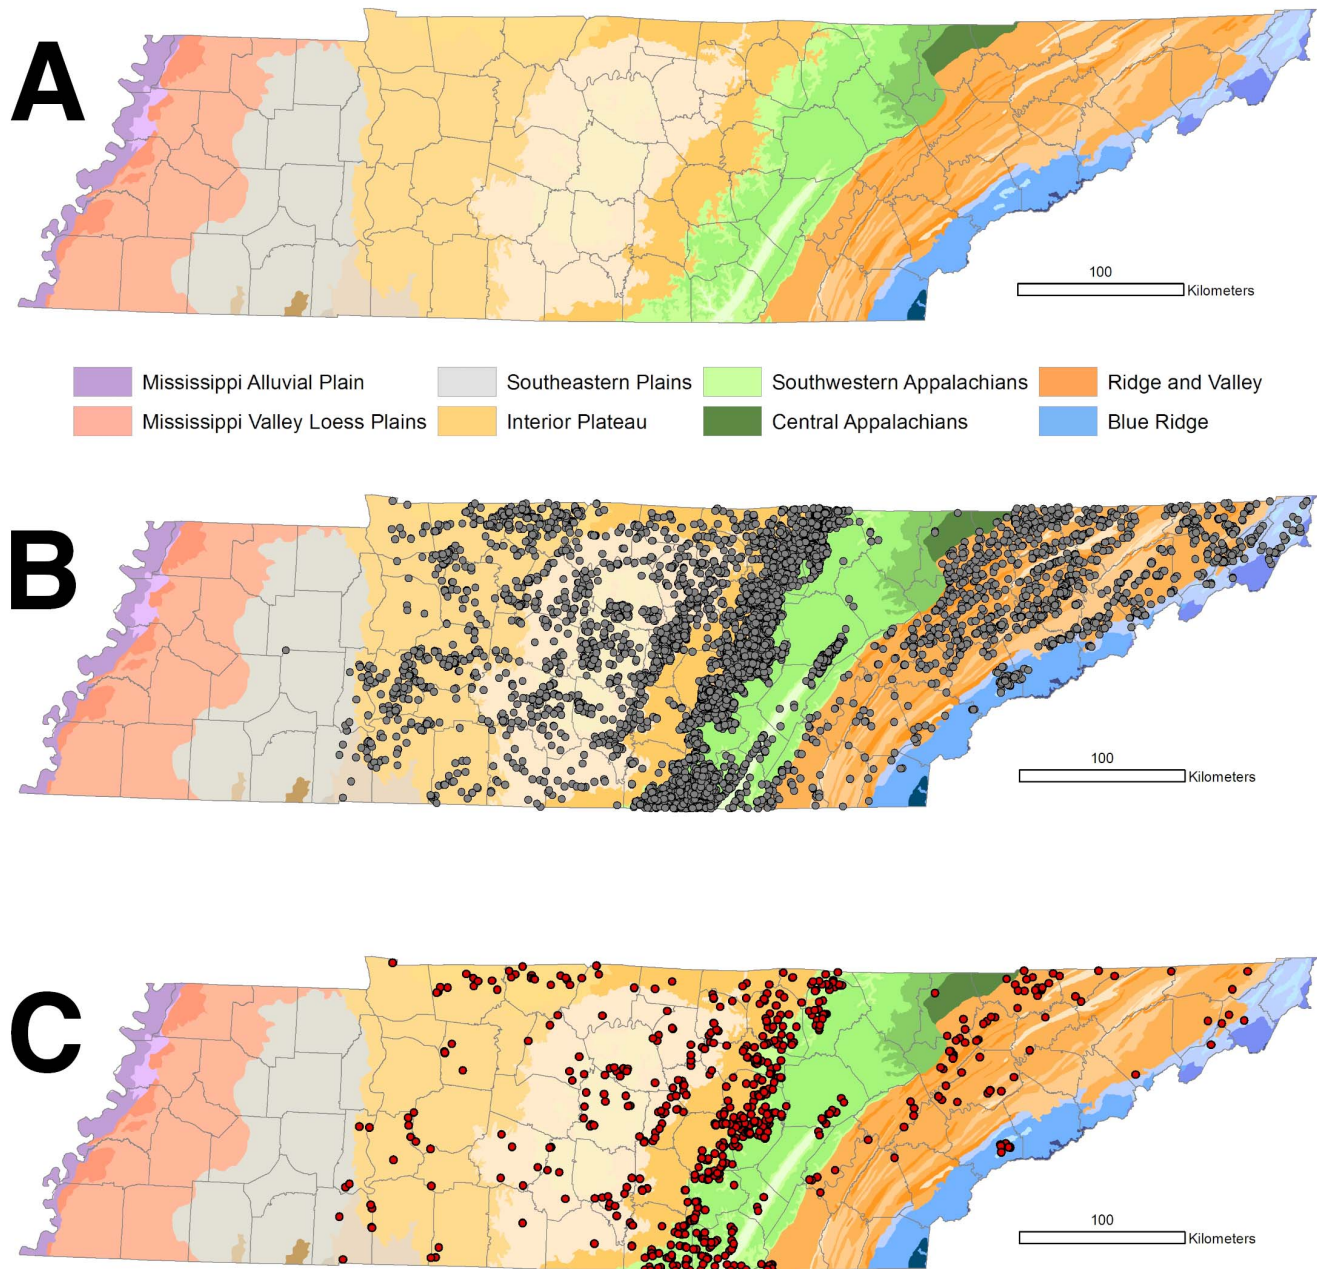 A
100
Kilometers
Mississippi Alluvial Plain
Southeastern Plains
Southwestern Appalachians
Ridge and Valley
Mississippi Valley Loess Plains
Interior Plateau
Central Appalachians
Blue Ridge
B
100
Kilometers
C
100
Kilometers